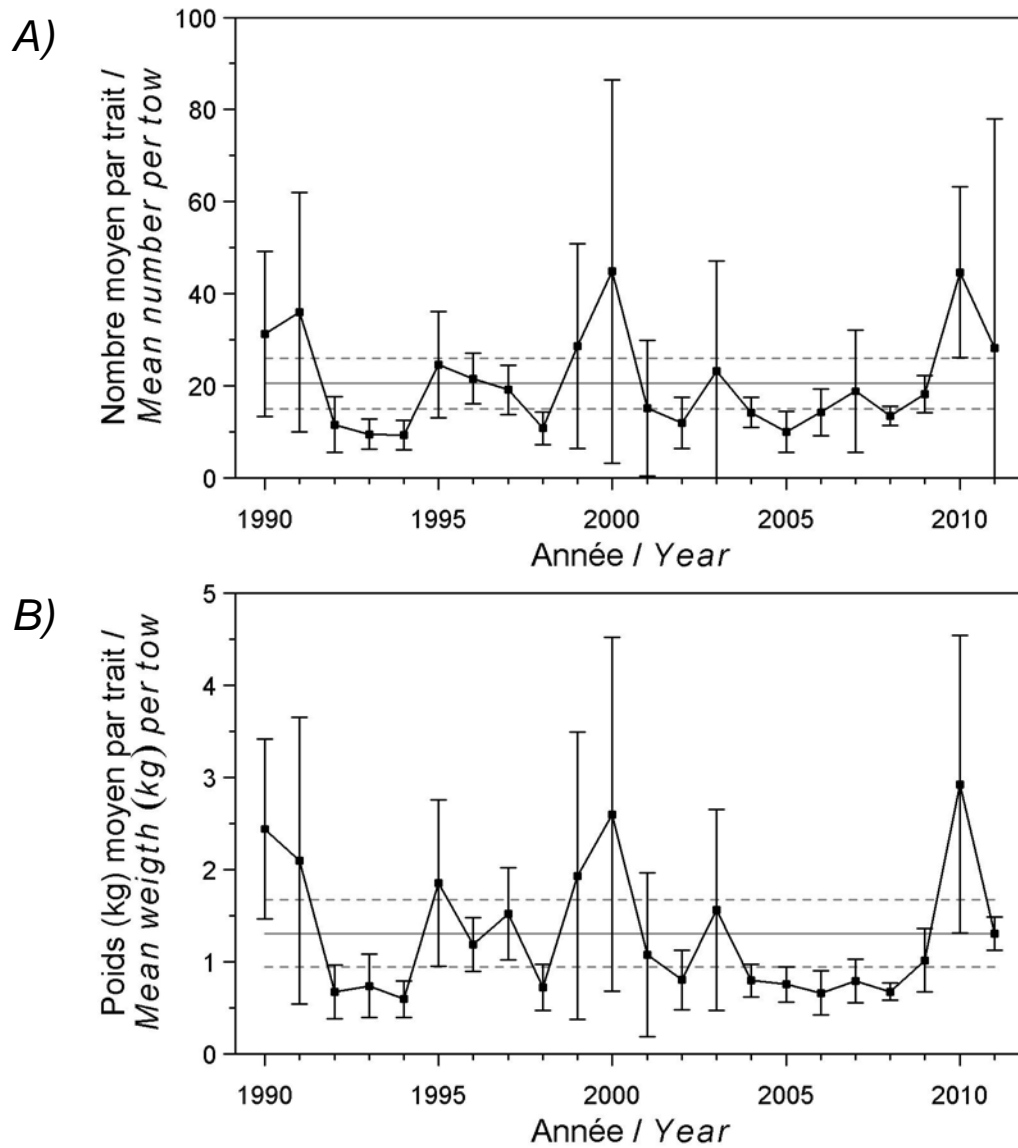 A)
Nombre moyen par trait /
Mean number per tow
100
80
60
40
20
0
1990
1995
2000
2005
2010
Année / Year
B)
Poids (kg) moyen par trait /
Mean weigth (kg) per tow
5
4
3
2
1
0
1990
1995
2000
2005
2010
Année / Year